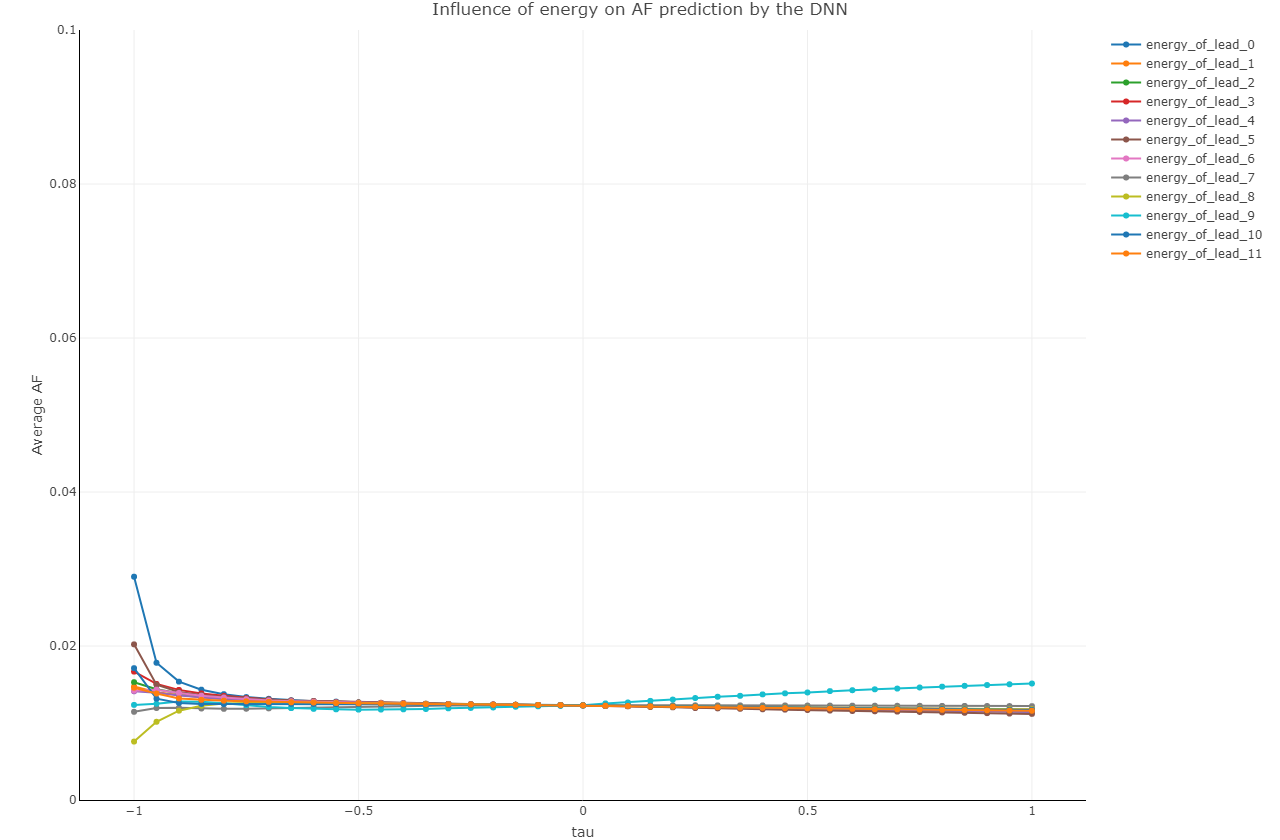 Influence of energy on AF prediction by the DNN
0.1
0.08
0.06
0.04
0.02
0
Average AF
−1
−0.5
0
0.5
1
tau
energy_of_lead_0
energy_of_lead_1
energy_of_lead_2
energy_of_lead_3
energy_of_lead_4
energy_of_lead_5
energy_of_lead_6
energy_of_lead_7
energy_of_lead_8
energy_of_lead_9
energy_of_lead_10
energy_of_lead_11